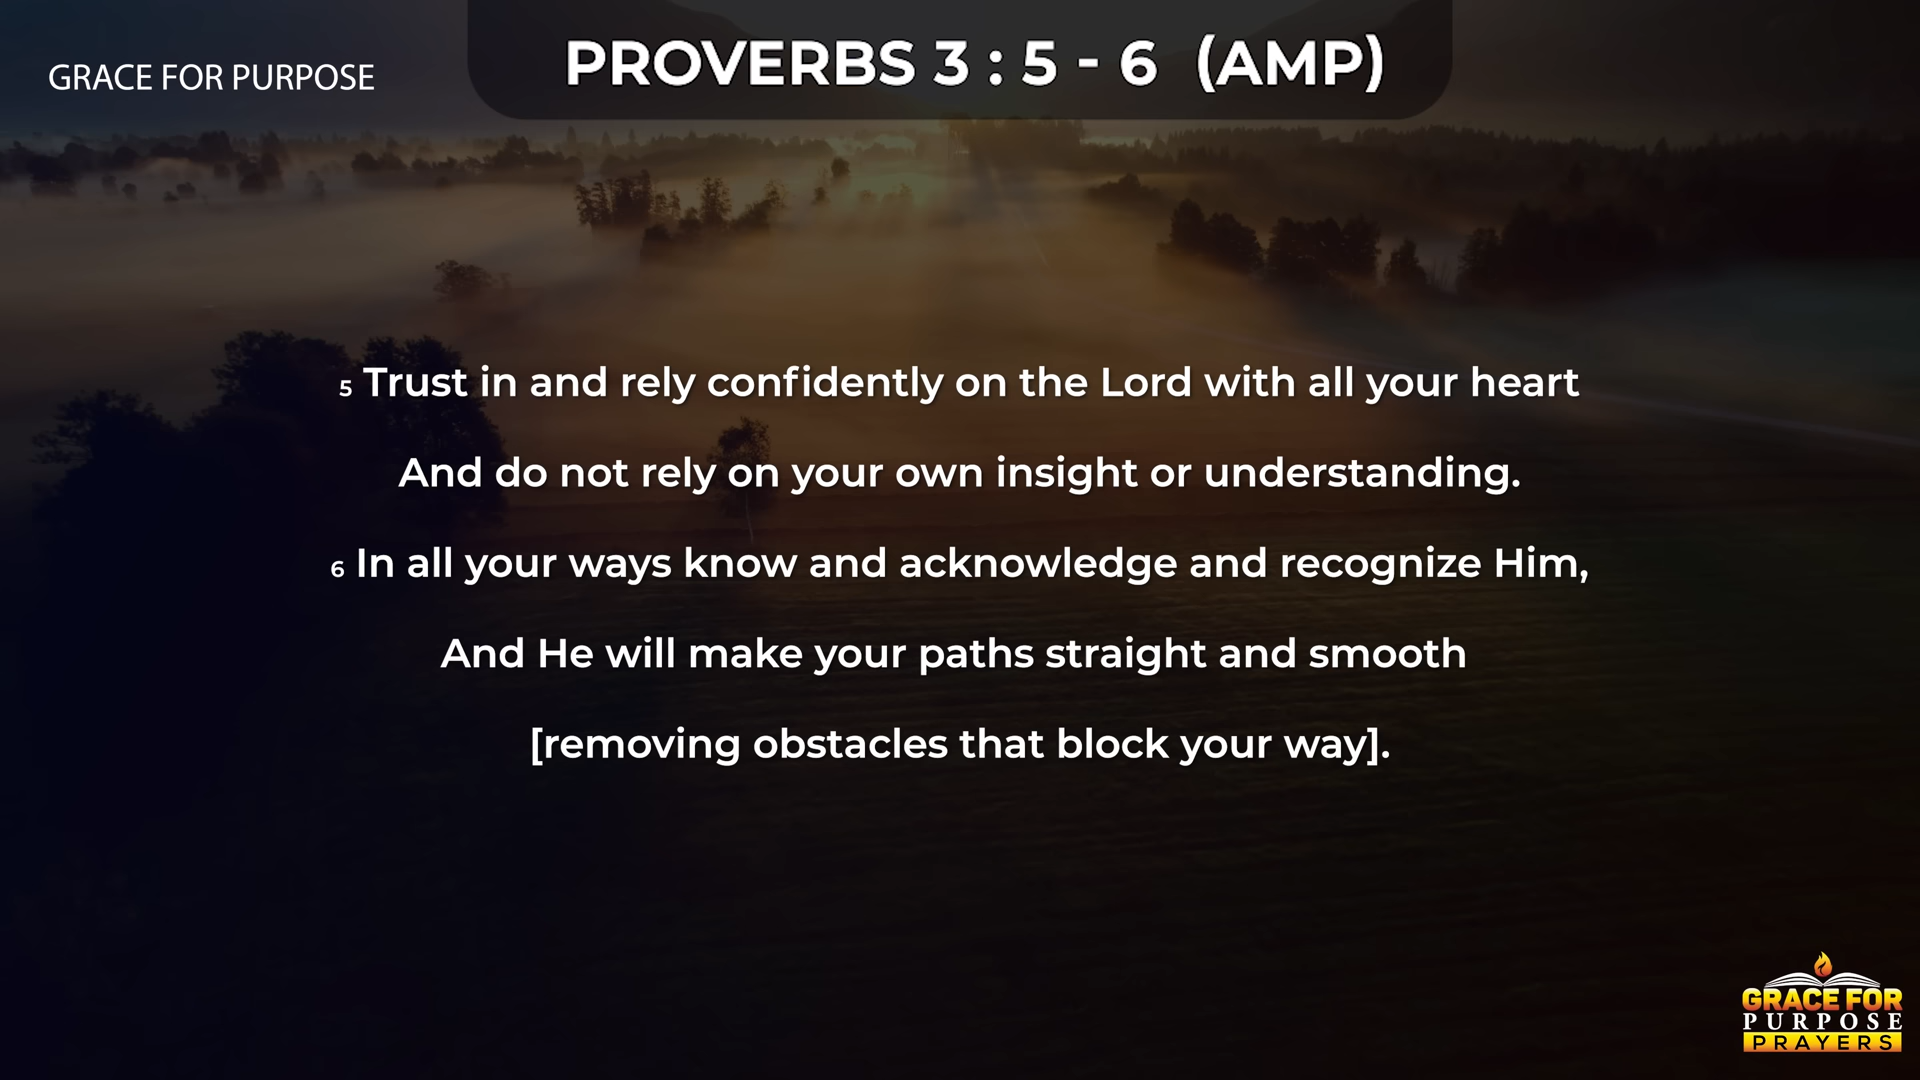 GRACE FOR PURPOSE
PROVERBS 3 : 5 - 6 (AMP)
5 Trust in and rely confidently on the Lord with all your heart
And do not rely on your own insight or understanding.
6 In all your ways know and acknowledge and recognize Him,
And He will make your paths straight and smooth
[removing obstacles that block your way].
GRACE FOR
PURPOSE
PRAYERS